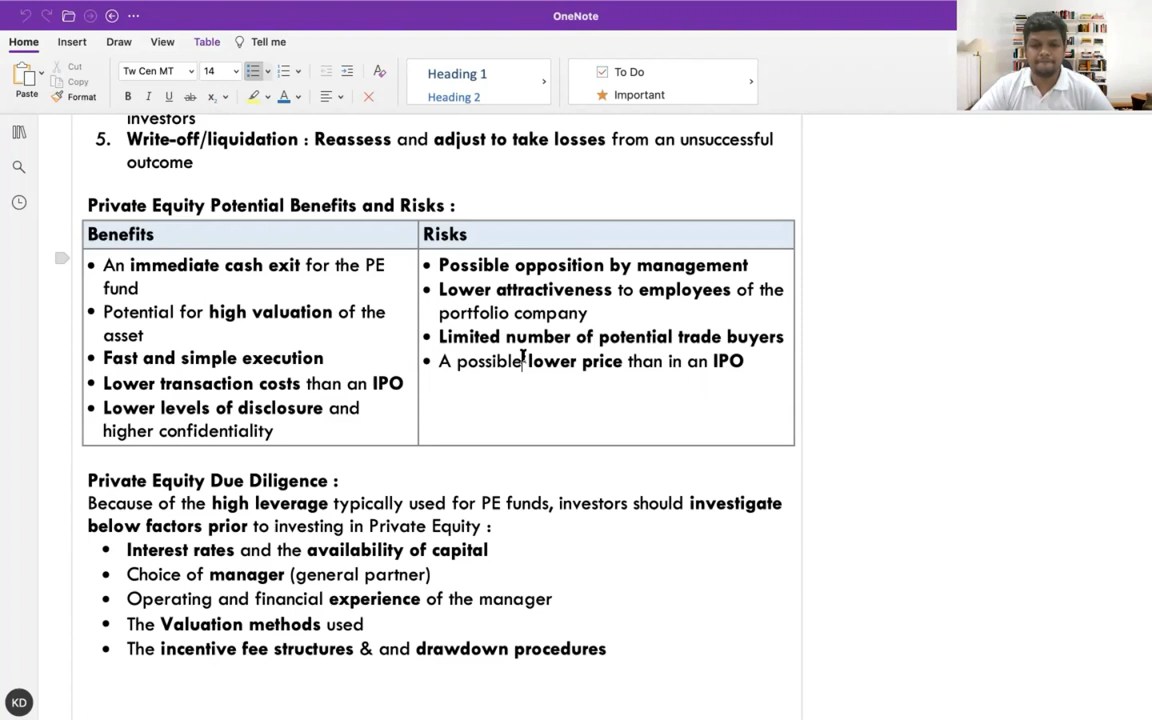 OneNote
Home Insert Draw View Table Tell me
Paste
Cut
Copy
Format
Tw Cen MT 14
B I U ab x₂ A
Heading 1
Heading 2
To Do
Important
investors
5. Write-off/liquidation : Reassess and adjust to take losses from an unsuccessful
outcome
Private Equity Potential Benefits and Risks :
Benefits
• An immediate cash exit for the PE
fund
• Potential for high valuation of the
asset
• Fast and simple execution
• Lower transaction costs than an IPO
• Lower levels of disclosure and
higher confidentiality
Risks
• Possible opposition by management
• Lower attractiveness to employees of the
portfolio company
• Limited number of potential trade buyers
• A possible lower price than in an IPO
Private Equity Due Diligence :
Because of the high leverage typically used for PE funds, investors should investigate
below factors prior to investing in Private Equity :
• Interest rates and the availability of capital
• Choice of manager (general partner)
• Operating and financial experience of the manager
• The Valuation methods used
• The incentive fee structures & and drawdown procedures
KD